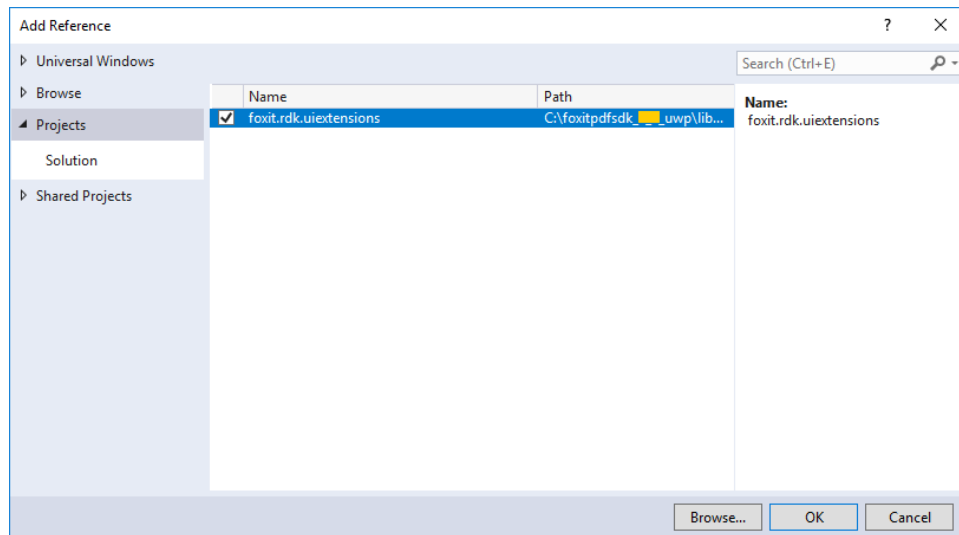 Add Reference ?
Universal Windows
Search (Ctrl+E)
Browse
Name Path
Name:
Projects
foxit.rdk.uiextensions C:\foxitpdfsdk_ _uwp\lib...
foxit.rdk.uiextensions
Solution
Shared Projects
Browse... OK Cancel